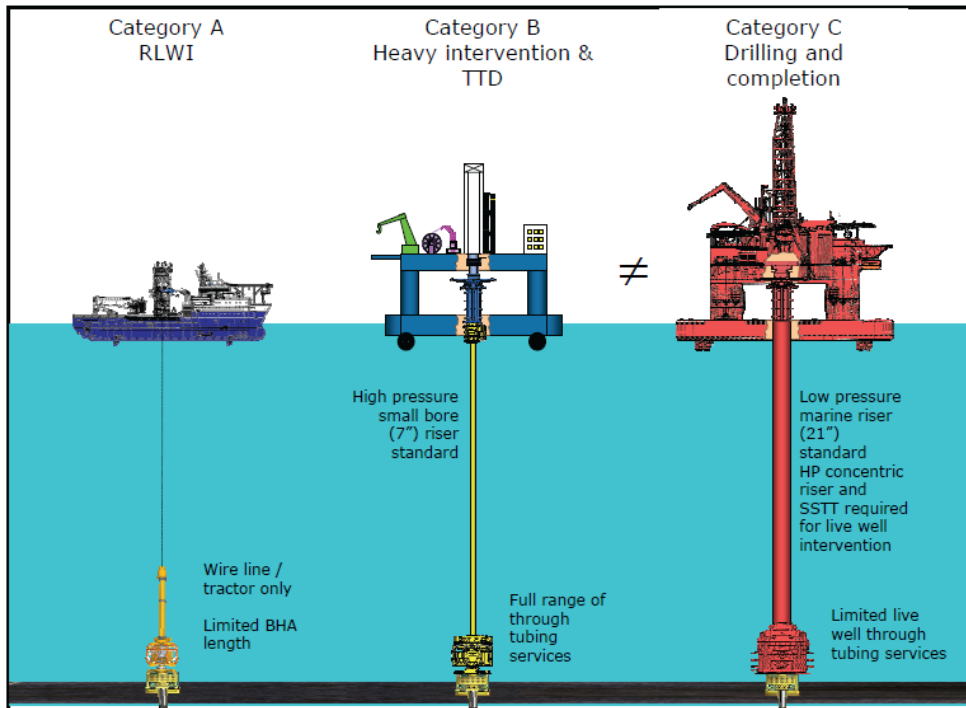 Category A
RLWI
Category B
Heavy intervention &
TTD
Category C
Drilling and
completion
≠
High pressure
small bore
(7”) riser
standard
Low pressure
marine riser
(21”)
standard
HP concentric
riser and
SSTT required
for live well
intervention
Wire line /
tractor only
Limited BHA
length
Full range of
through
tubing
services
Limited live
well through
tubing services